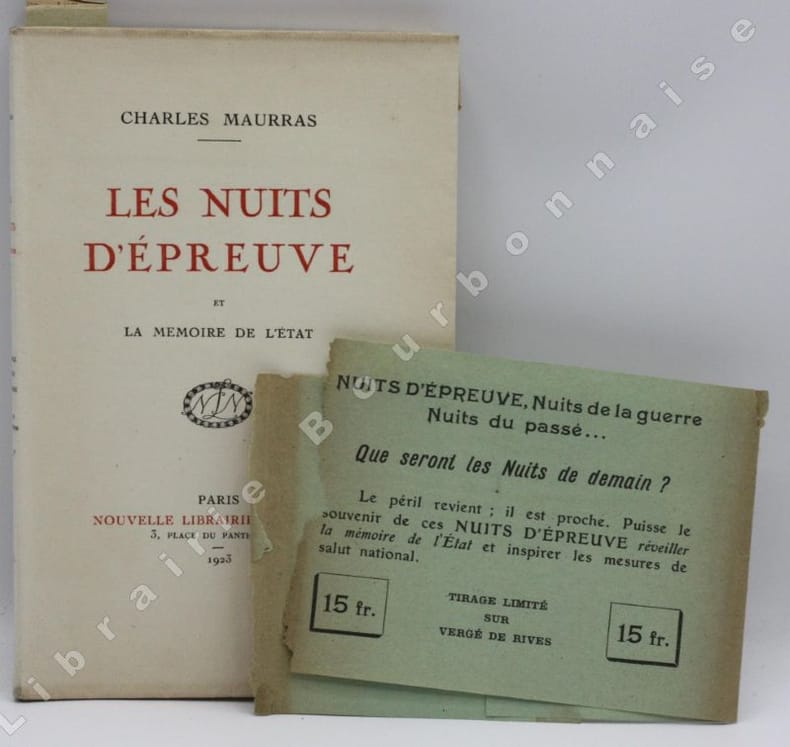 CHARLES MAURRAS
LES NUITS
D'ÉPREUVE
ET
LA MEMOIRE DE L'ÉTAT
NLN
PARIS
NOUVELLE LIBRAIRIE
3, PLACE DU PANTH
1923
NUITS D'ÉPREUVE, Nuits de la guerre
Nuits du passé...
Que seront les Nuits de demain ?
Le péril revient ; il est proche. Puisse le
souvenir de ces NUITS D'ÉPREUVE réveiller
la mémoire de l'État et inspirer les mesures de
salut national.
15 fr.
TIRAGE LIMITÉ
SUR
VERGÉ DE RIVES
15 fr.
Librairie Bourbonnaise